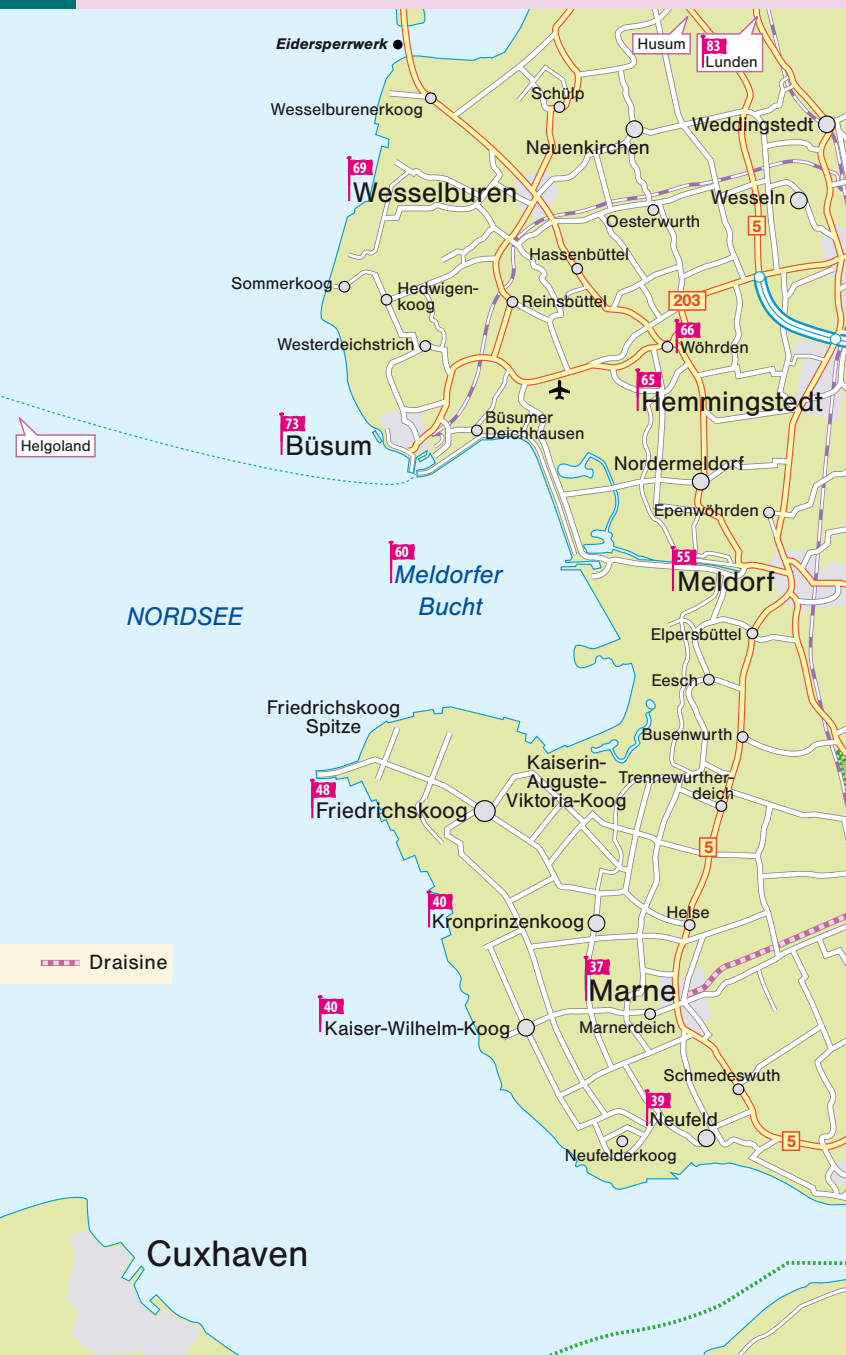 Eidersperrwerk
Husum
83
Lunden
Wesselburenerkoog
Schülp
Neuenkirchen
Weddingstedt
69
Wesselburen
Wesseln
Oesterwurth
5
Hassenbüttel
Sommerkoog
Hedwigen-
koog
Reinsbüttel
203
66
Wöhrden
Westerdeichstrich
65
Hemmingstedt
Helgoland
73
Büsum
Büsumer
Deichhausen
Nordermeldorf
Epenwöhrden
60
Meldorfer
Bucht
55
Meldorf
NORDSEE
Elpersbüttel
Eesch
Friedrichskoog
Spitze
Busenwurth
Kaiserin-
Auguste-
Viktoria-Koog
Trennewurther-
deich
48
Friedrichskoog
5
40
Kronprinzenkoog
Helse
Draisine
37
Marne
40
Kaiser-Wilhelm-Koog
Marnerdeich
Schmedeswuth
39
Neufeld
5
Neufelderkoog
Cuxhaven